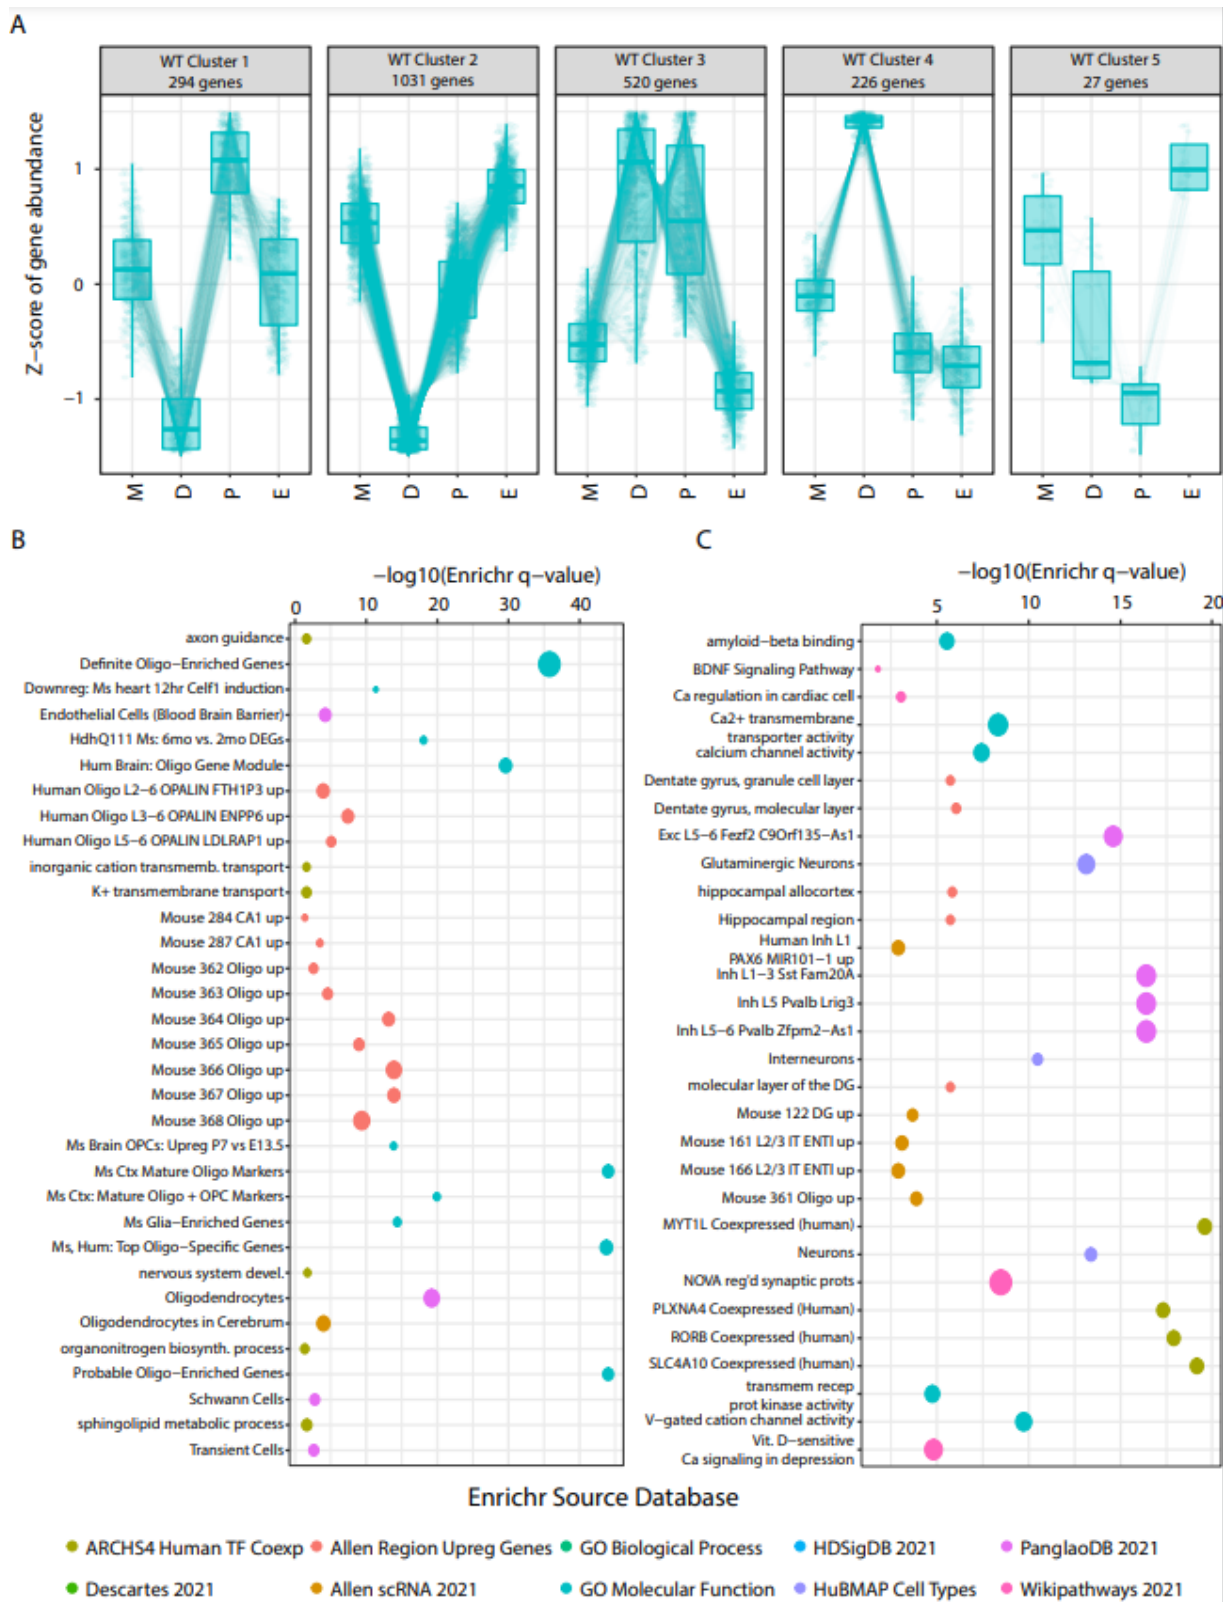 A
WT Cluster 1
294 genes
WT Cluster 2
1031 genes
WT Cluster 3
520 genes
WT Cluster 4
226 genes
WT Cluster 5
27 genes
Z−score of gene abundance
1
0
−1
M D P E
M D P E
M D P E
M D P E
M D P E
B
−log10(Enrichr q−value)
0 10 20 30 40
axon guidance
Definite Oligo−Enriched Genes
Downreg: Ms heart 12hr Celf1 induction
Endothelial Cells (Blood Brain Barrier)
HdhQ111 Ms: 6mo vs. 2mo DEGs
Hum Brain: Oligo Gene Module
Human Oligo L2−6 OPALIN FTH1P3 up
Human Oligo L3−6 OPALIN ENPP6 up
Human Oligo L5−6 OPALIN LDLRAP1 up
inorganic cation transmemb. transport
K+ transmembrane transport
Mouse 284 CA1 up
Mouse 287 CA1 up
Mouse 362 Oligo up
Mouse 363 Oligo up
Mouse 364 Oligo up
Mouse 365 Oligo up
Mouse 366 Oligo up
Mouse 367 Oligo up
Mouse 368 Oligo up
Ms Brain OPCs: Upreg P7 vs E13.5
Ms Ctx Mature Oligo Markers
Ms Ctx: Mature Oligo + OPC Markers
Ms Glia−Enriched Genes
Ms, Hum: Top Oligo−Specific Genes
nervous system devel.
Oligodendrocytes
Oligodendrocytes in Cerebrum
organonitrogen biosynth. process
Probable Oligo−Enriched Genes
Schwann Cells
sphingolipid metabolic process
Transient Cells
C
−log10(Enrichr q−value)
5 10 15 20
amyloid−beta binding
BDNF Signaling Pathway
Ca regulation in cardiac cell
Ca2+ transmembrane
transporter activity
calcium channel activity
Dentate gyrus, granule cell layer
Dentate gyrus, molecular layer
Exc L5−6 Fezf2 C9Orf135−As1
Glutaminergic Neurons
hippocampal allocortex
Hippocampal region
Human Inh L1
PAX6 MIR101−1 up
Inh L1−3 Sst Fam20A
Inh L5 Pvalb Lrig3
Inh L5−6 Pvalb Zfpm2−As1
Interneurons
molecular layer of the DG
Mouse 122 DG up
Mouse 161 L2/3 IT ENTI up
Mouse 166 L2/3 IT ENTI up
Mouse 361 Oligo up
MYT1L Coexpressed (human)
Neurons
NOVA reg'd synaptic prots
PLXNA4 Coexpressed (Human)
RORB Coexpressed (human)
SLC4A10 Coexpressed (human)
transmem recep
prot kinase activity
V−gated cation channel activity
Vit. D−sensitive
Ca signaling in depression
Enrichr Source Database
ARCHS4 Human TF Coexp
Allen Region Upreg Genes
GO Biological Process
HDSigDB 2021
PanglaoDB 2021
Descartes 2021
Allen scRNA 2021
GO Molecular Function
HuBMAP Cell Types
Wikipathways 2021